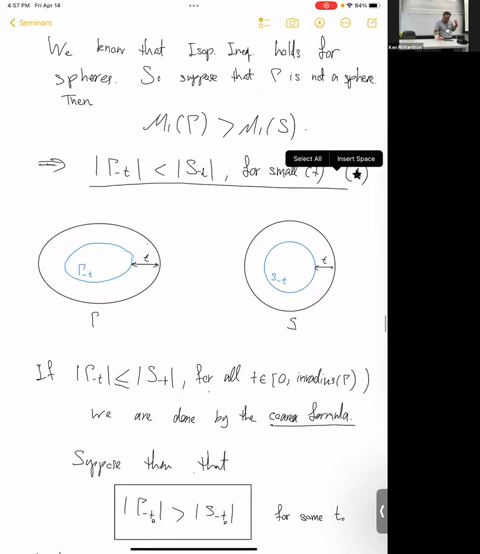 4:57 PM Fri Apr 14
84%
Seminars
Ken Richardson
We know that Isop. Ineq. holds for
spheres. So suppose that Γ is not a sphere.
Then
M₁(Γ) > M₁(S).
⟹ |Γ₋t| < |S₋t|, for small (t) (★)
Select All Insert Space
Γ₋t t
S₋t t
Γ S
If |Γ₋t| ≤ |S₋t|, for all t∈[0, inradius(Γ))
We are done by the coarea formula.
Suppose then that
|Γ₋t₀| > |S₋t₀| for some t₀